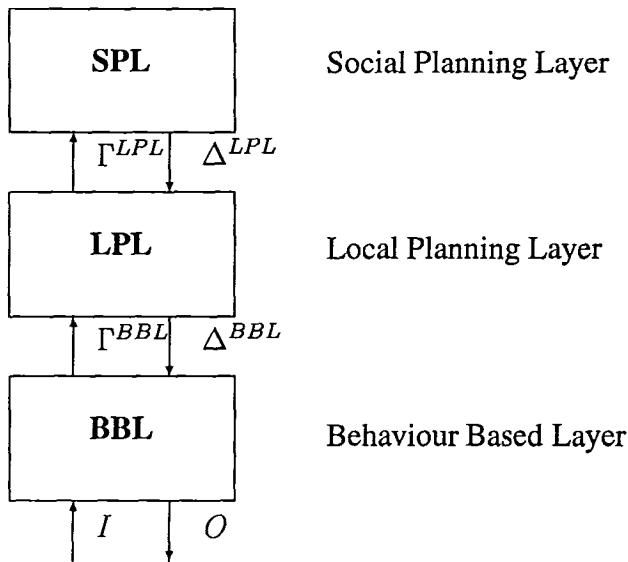 SPL Social Planning Layer
Γ^{LPL} Δ^{LPL}
LPL Local Planning Layer
Γ^{BBL} Δ^{BBL}
BBL Behaviour Based Layer
I O